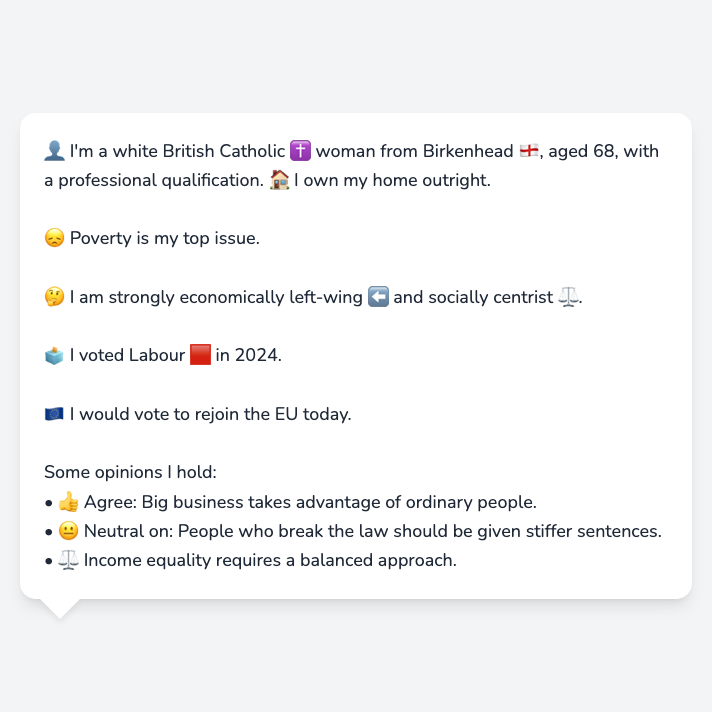 👤 I'm a white British Catholic ✝️ woman from Birkenhead 🏴󠁧󠁢󠁥󠁮󠁧󠁿, aged 68, with
a professional qualification. 🏠 I own my home outright.
😞 Poverty is my top issue.
🤔 I am strongly economically left-wing ⬅️ and socially centrist ⚖️.
🗳️ I voted Labour 🟥 in 2024.
🇪🇺 I would vote to rejoin the EU today.
Some opinions I hold:
• 👍 Agree: Big business takes advantage of ordinary people.
• 😐 Neutral on: People who break the law should be given stiffer sentences.
• ⚖️ Income equality requires a balanced approach.